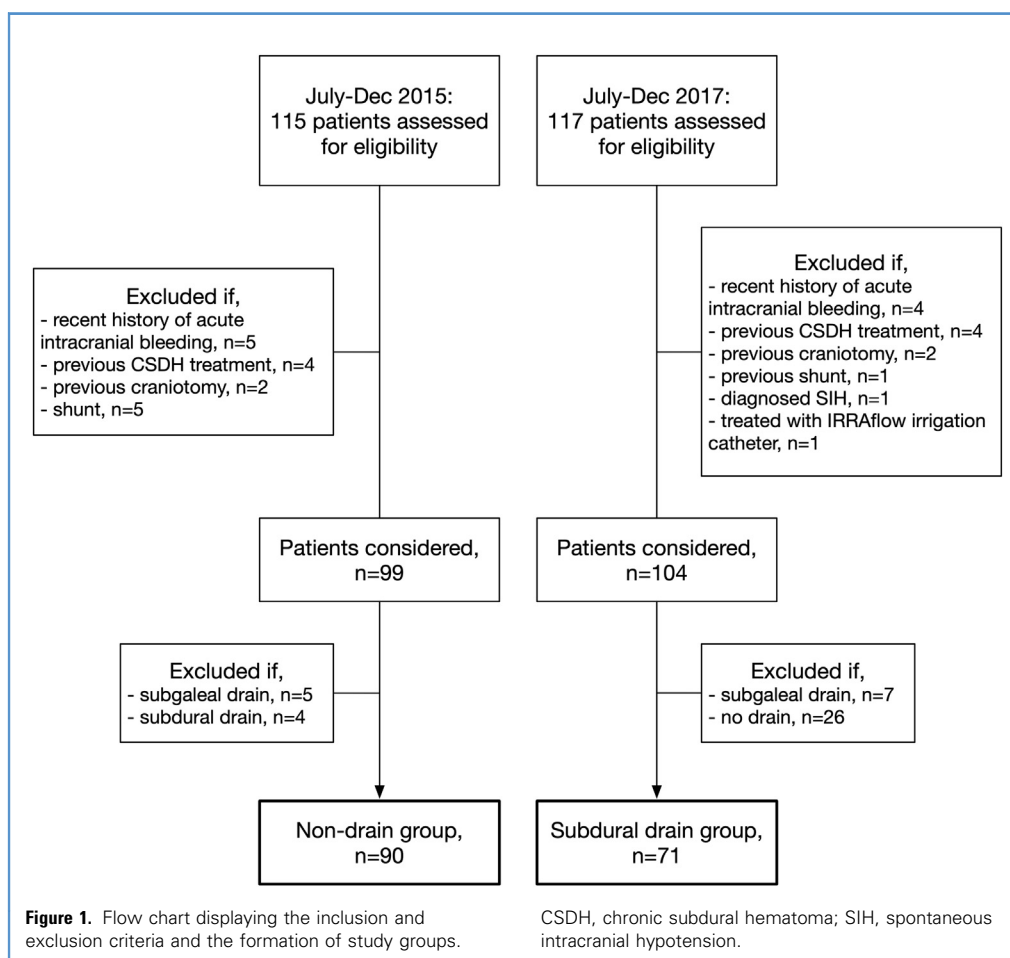 July-Dec 2015:
115 patients assessed
for eligibility
July-Dec 2017:
117 patients assessed
for eligibility
Excluded if,
- recent history of acute
intracranial bleeding, n=5
- previous CSDH treatment, n=4
- previous craniotomy, n=2
- shunt, n=5
Excluded if,
- recent history of acute
intracranial bleeding, n=4
- previous CSDH treatment, n=4
- previous craniotomy, n=2
- previous shunt, n=1
- diagnosed SIH, n=1
- treated with IRRAflow irrigation
catheter, n=1
Patients considered,
n=99
Patients considered,
n=104
Excluded if,
- subgaleal drain, n=5
- subdural drain, n=4
Excluded if,
- subgaleal drain, n=7
- no drain, n=26
Non-drain group,
n=90
Subdural drain group,
n=71
Figure 1. Flow chart displaying the inclusion and
exclusion criteria and the formation of study groups.
CSDH, chronic subdural hematoma; SIH, spontaneous
intracranial hypotension.